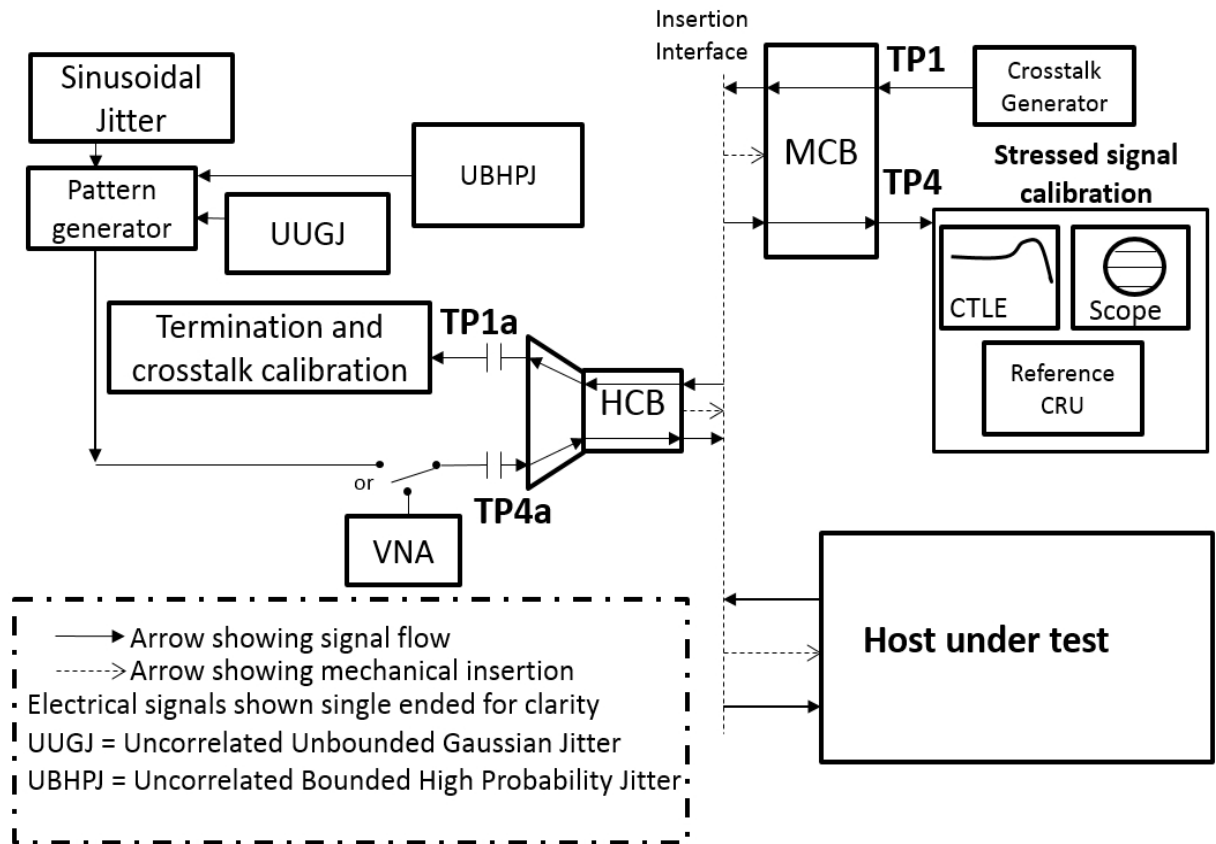 Sinusoidal
Jitter
Pattern
generator
UBHPJ
UUGJ
Termination and
crosstalk calibration
TP1a
HCB
or
TP4a
VNA
Insertion
Interface
MCB
TP1
TP4
Crosstalk
Generator
Stressed signal
calibration
CTLE
Scope
Reference
CRU
Host under test
Arrow showing signal flow
Arrow showing mechanical insertion
Electrical signals shown single ended for clarity
UUGJ = Uncorrelated Unbounded Gaussian Jitter
UBHPJ = Uncorrelated Bounded High Probability Jitter